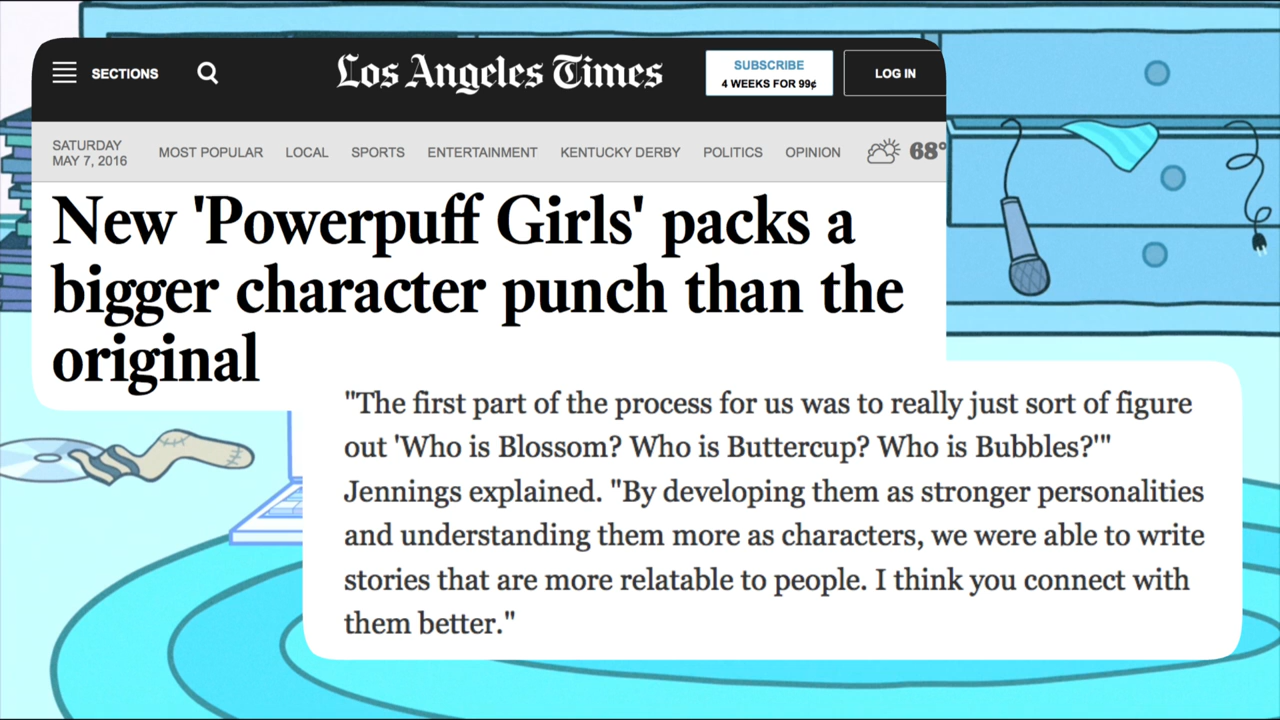 SECTIONS
Los Angeles Times
SUBSCRIBE
4 WEEKS FOR 99¢
LOG IN
SATURDAY
MAY 7, 2016
MOST POPULAR
LOCAL
SPORTS
ENTERTAINMENT
KENTUCKY DERBY
POLITICS
OPINION
68°
New 'Powerpuff Girls' packs a
bigger character punch than the
original
"The first part of the process for us was to really just sort of figure
out 'Who is Blossom? Who is Buttercup? Who is Bubbles?'"
Jennings explained. "By developing them as stronger personalities
and understanding them more as characters, we were able to write
stories that are more relatable to people. I think you connect with
them better."